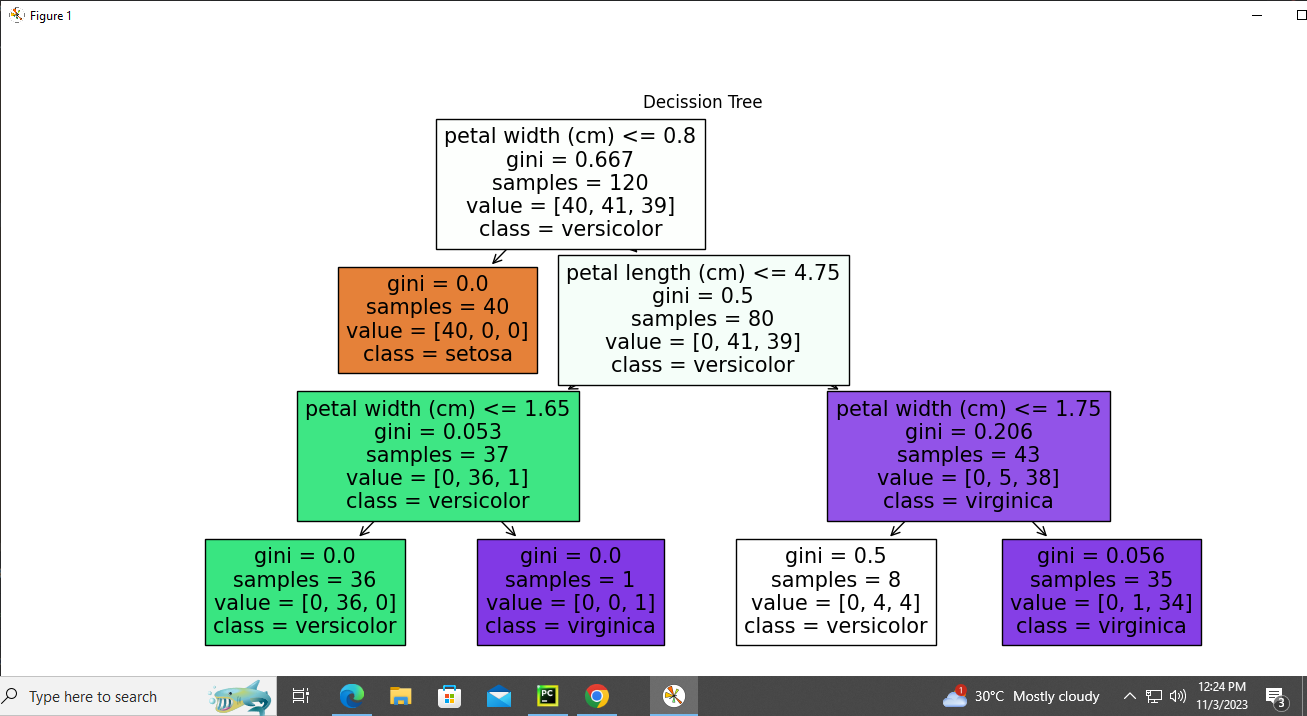 Figure 1
Decission Tree
petal width (cm) <= 0.8
gini = 0.667
samples = 120
value = [40, 41, 39]
class = versicolor
gini = 0.0
samples = 40
value = [40, 0, 0]
class = setosa
petal length (cm) <= 4.75
gini = 0.5
samples = 80
value = [0, 41, 39]
class = versicolor
petal width (cm) <= 1.65
gini = 0.053
samples = 37
value = [0, 36, 1]
class = versicolor
petal width (cm) <= 1.75
gini = 0.206
samples = 43
value = [0, 5, 38]
class = virginica
gini = 0.0
samples = 36
value = [0, 36, 0]
class = versicolor
gini = 0.0
samples = 1
value = [0, 0, 1]
class = virginica
gini = 0.5
samples = 8
value = [0, 4, 4]
class = versicolor
gini = 0.056
samples = 35
value = [0, 1, 34]
class = virginica
Type here to search
PC
1
30°C Mostly cloudy
12:24 PM
11/3/2023
3